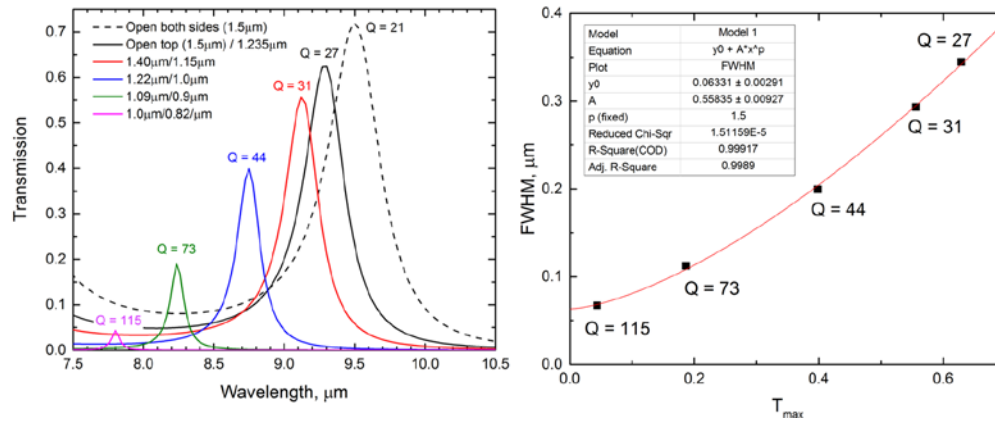 Open both sides (1.5μm)
Open top (1.5μm) / 1.235μm
1.40μm/1.15μm
1.22μm/1.0μm
1.09μm/0.9μm
1.0μm/0.82/μm
Q = 21
Q = 27
Q = 31
Q = 44
Q = 73
Q = 115
Transmission
0.7
0.6
0.5
0.4
0.3
0.2
0.1
0.0
7.5 8.0 8.5 9.0 9.5 10.0 10.5
Wavelength, μm
Model Model 1
Equation y0 + A*x^p
Plot FWHM
y0 0.06331 ± 0.00291
A 0.55835 ± 0.00927
p (fixed) 1.5
Reduced Chi-Sqr 1.51159E-5
R-Square(COD) 0.99917
Adj. R-Square 0.9989
Q = 27
Q = 31
Q = 44
Q = 73
Q = 115
FWHM, μm
0.4
0.3
0.2
0.1
0.0
0.0 0.2 0.4 0.6
Tmax